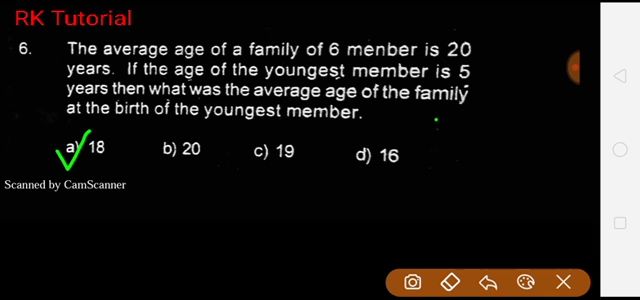 RK Tutorial
6. The average age of a family of 6 menber is 20
years. If the age of the youngest member is 5
years then what was the average age of the family
at the birth of the youngest member.
a) 18 b) 20 c) 19 d) 16
Scanned by CamScanner